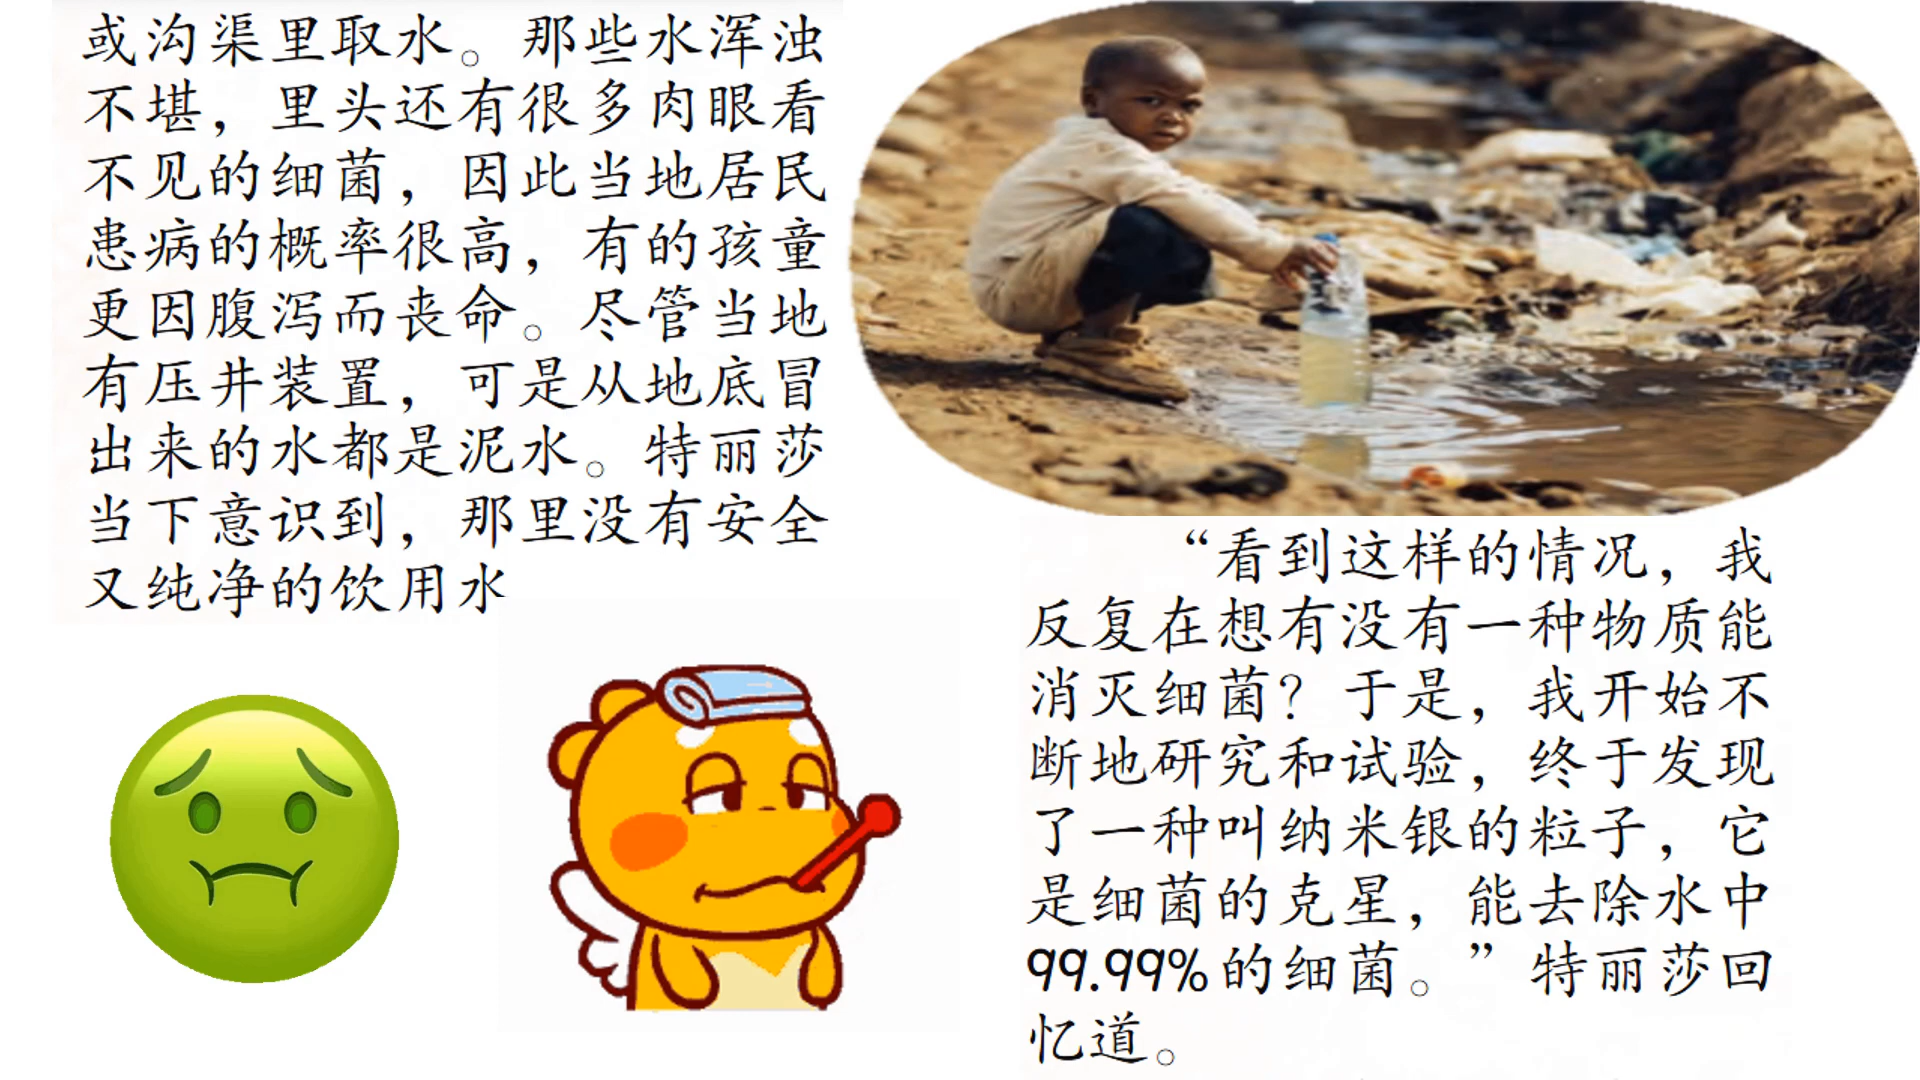 或沟渠里取水。那些水浑浊
不堪，里头还有很多肉眼看
不见的细菌，因此当地居民
患病的概率很高，有的孩童
更因腹泻而丧命。尽管当地
有压井装置，可是从地底冒
出来的水都是泥水。特丽莎
当下意识到，那里没有安全
又纯净的饮用水
“看到这样的情况，我
反复在想有没有一种物质能
消灭细菌？于是，我开始不
断地研究和试验，终于发现
了一种叫纳米银的粒子，它
是细菌的克星，能去除水中
99.99%的细菌。”特丽莎回
忆道。